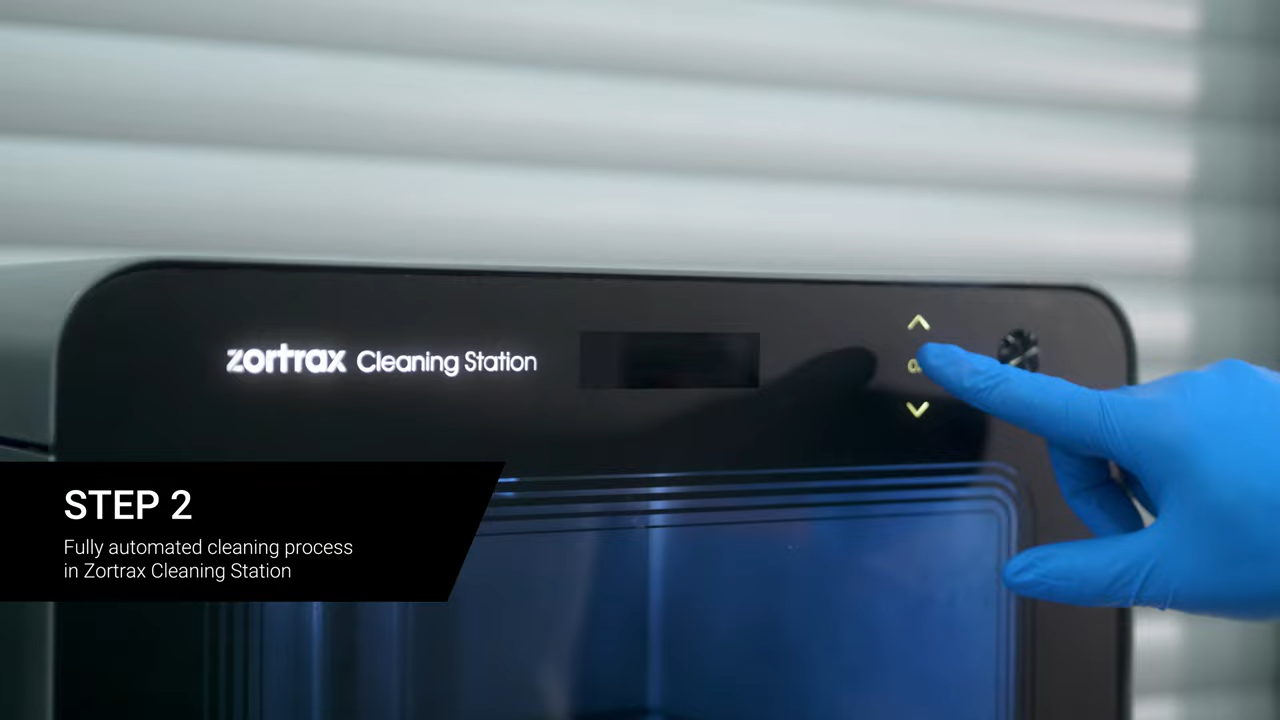 zortrax Cleaning Station
STEP 2
Fully automated cleaning process
in Zortrax Cleaning Station